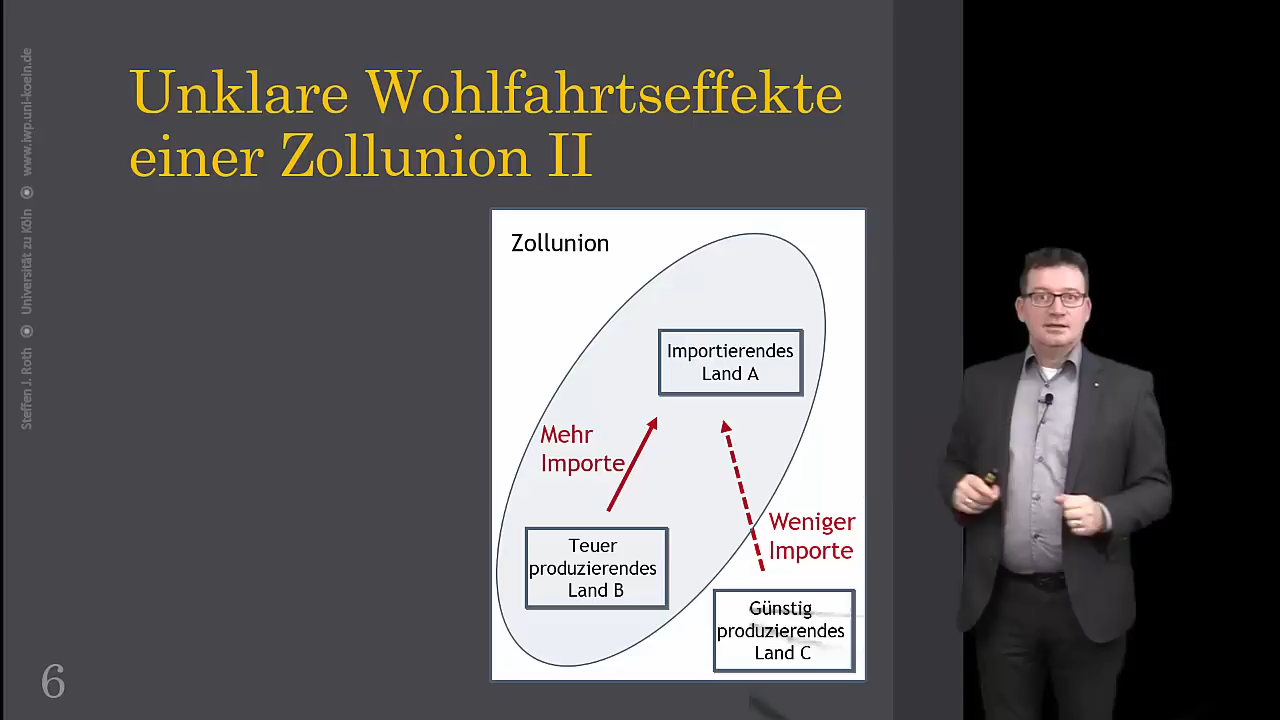 Unklare Wohlfahrtseffekte
einer Zollunion II
Zollunion
Importierendes
Land A
Mehr
Importe
Weniger
Importe
Teuer
produzierendes
Land B
Günstig
produzierendes
Land C
6
Steffen J. Roth ◉ Universität zu Köln ◉ www.iwp.uni-koeln.de